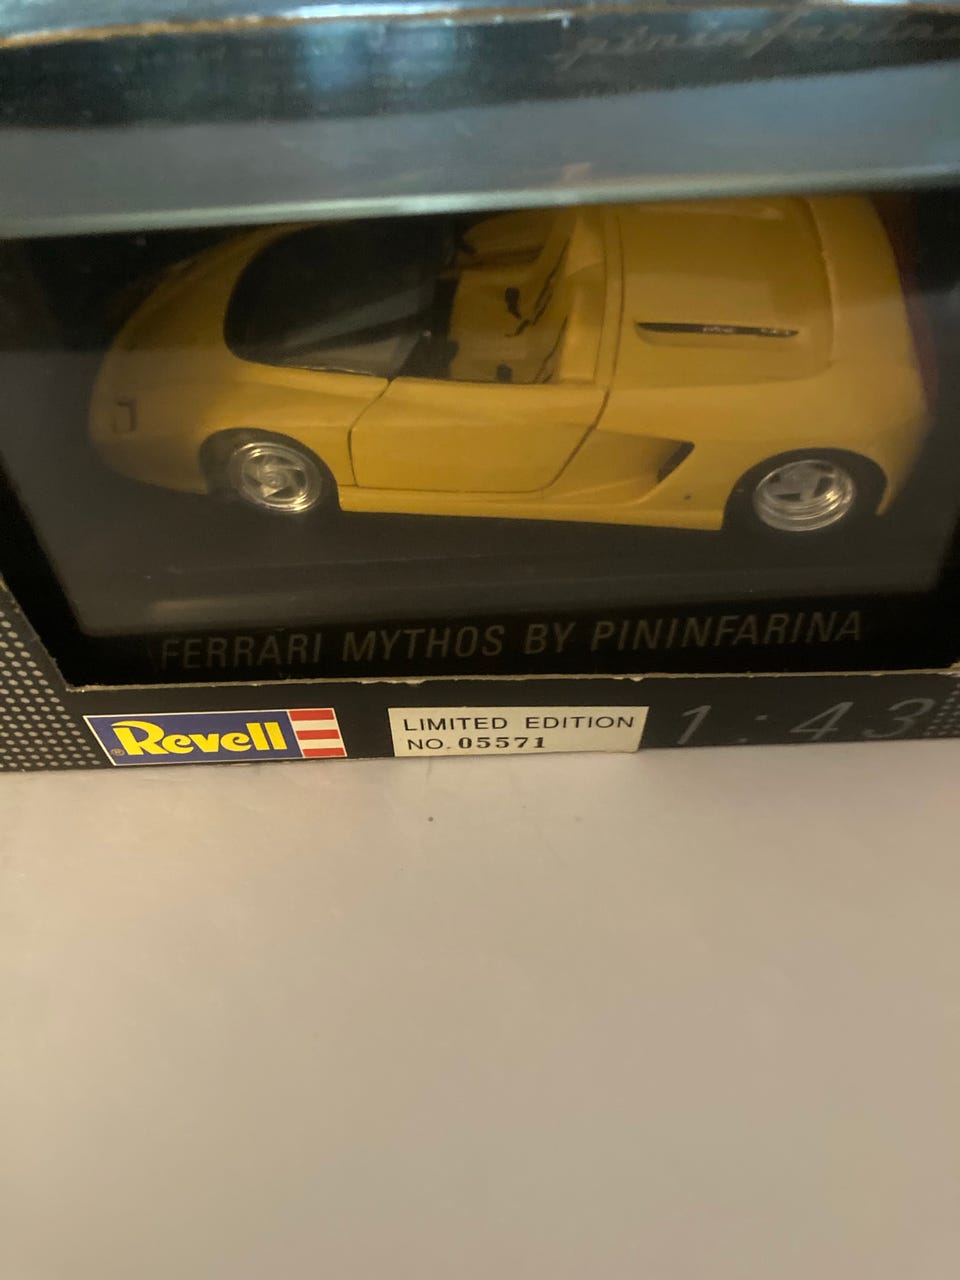 pininfarina
FERRARI MYTHOS BY PININFARINA
Revell
LIMITED EDITION
NO. 05571
1:43